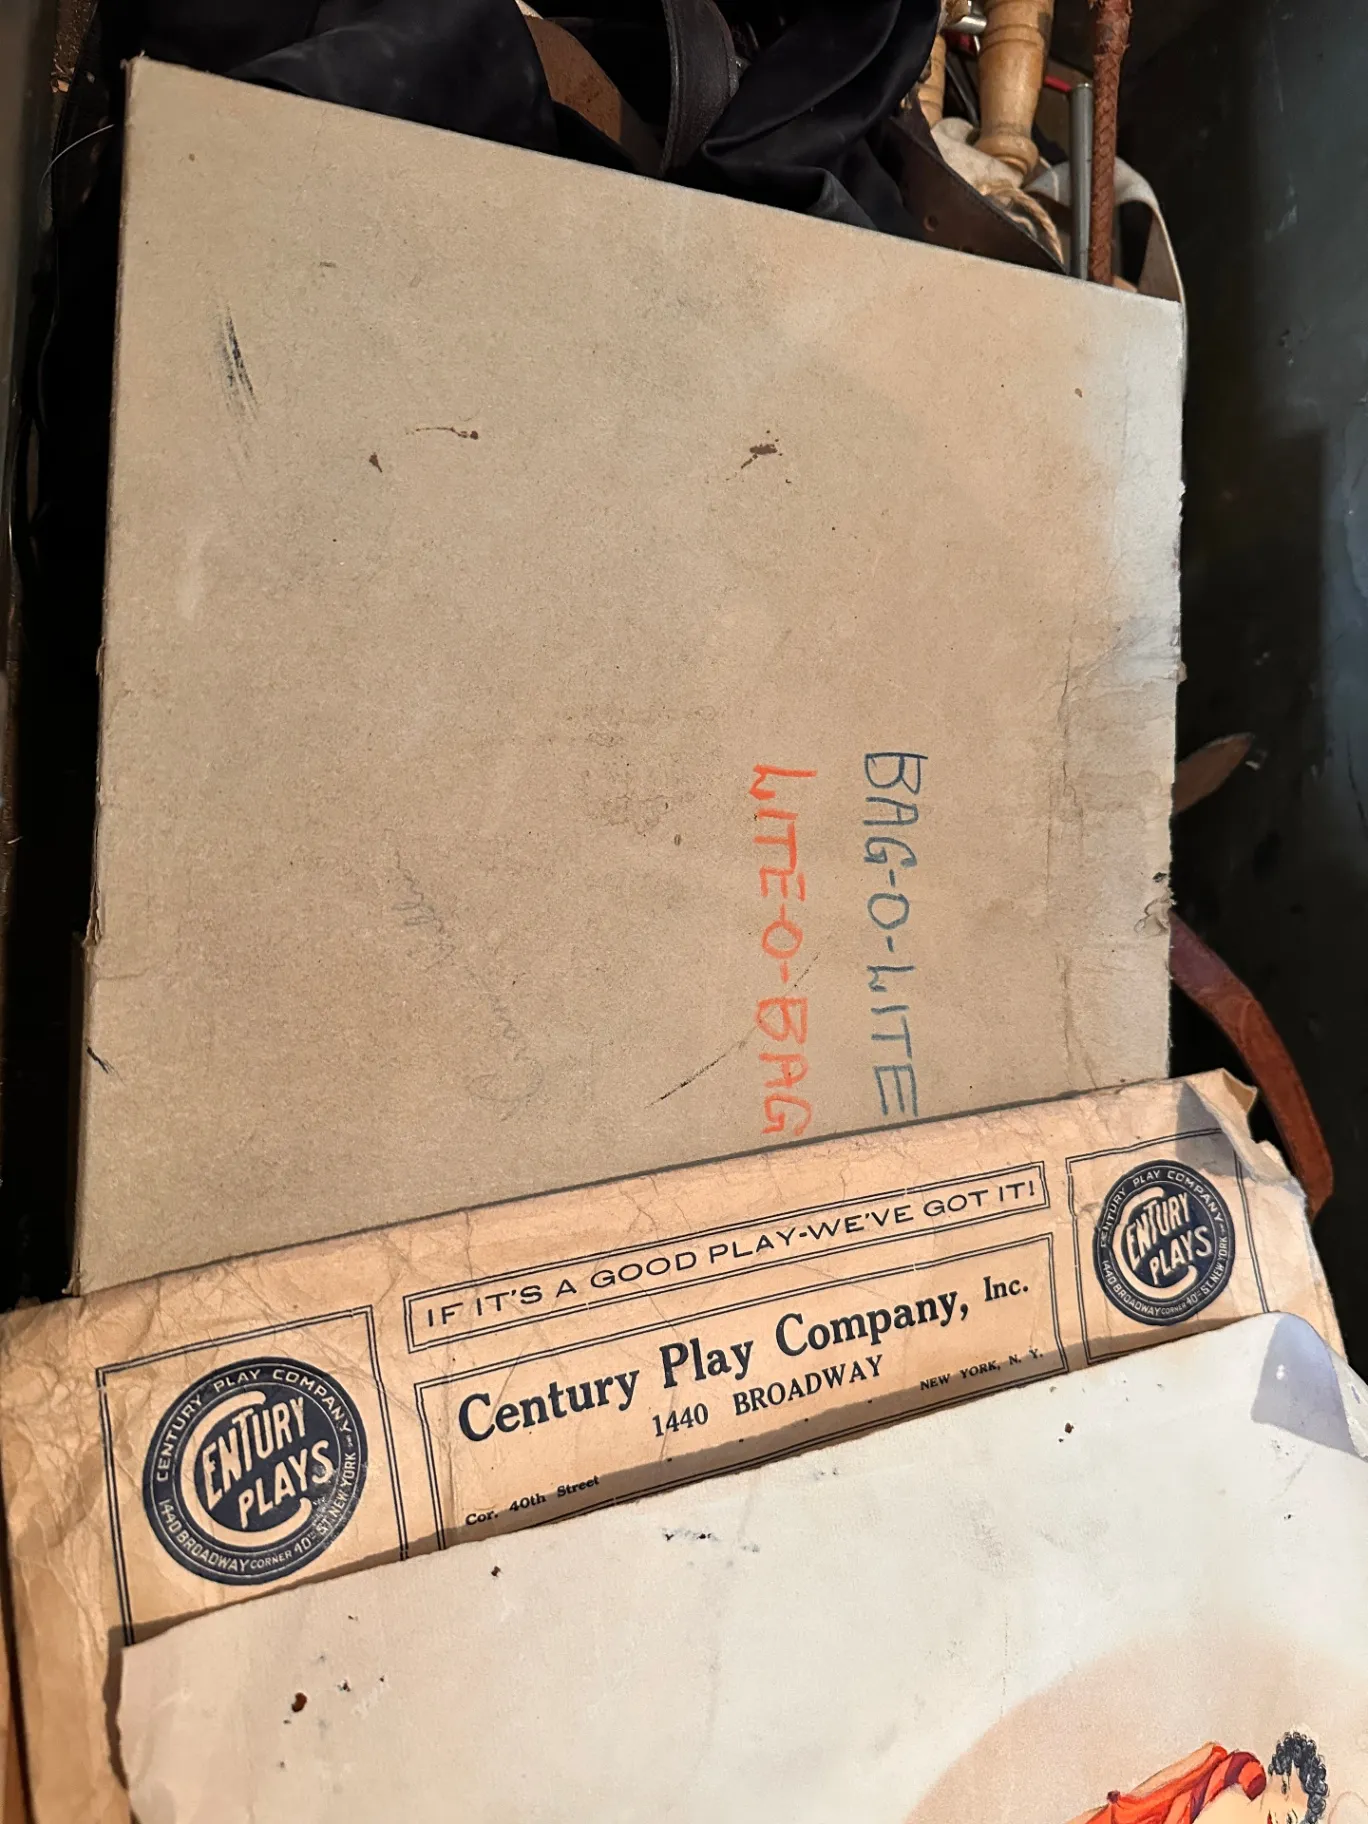 BAG-O-LITE
LITE-O-BAG
IF IT'S A GOOD PLAY-WE'VE GOT IT!
Century Play Company, Inc.
1440 BROADWAY
Cor. 40th Street
NEW YORK, N. Y.
CENTURY PLAY COMPANY
CENTURY
PLAYS
1440 BROADWAY CORNER 40TH ST. NEW YORK
CENTURY PLAY COMPANY
CENTURY
PLAYS
1440 BROADWAY CORNER 40TH ST. NEW YORK